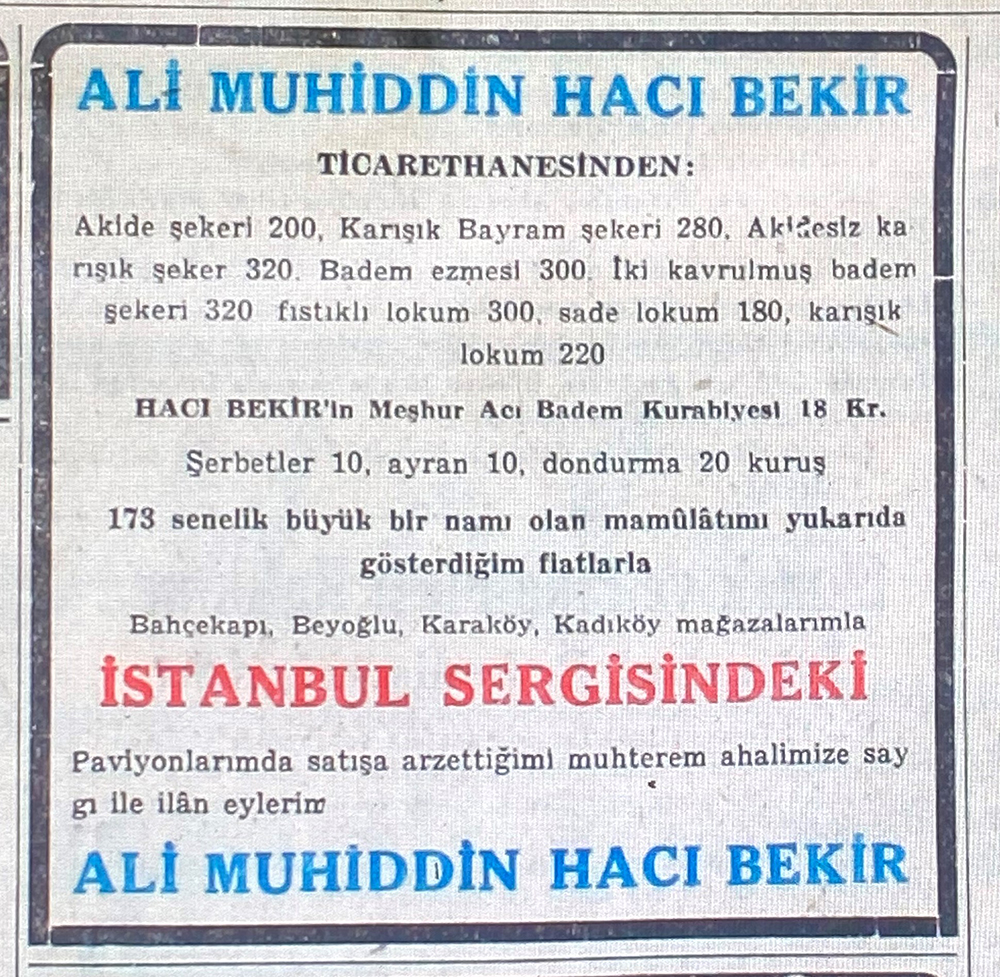 ALİ MUHİDDİN HACI BEKİR
TİCARETHANESİNDEN:
Akide şekeri 200, Karışık Bayram şekeri 280, Akidesiz ka-
rışık şeker 320. Badem ezmesi 300. İki kavrulmuş badem
şekeri 320 fıstıklı lokum 300, sade lokum 180, karışık
lokum 220
HACI BEKİR'in Meşhur Acı Badem Kurabiyesi 18 Kr.
Şerbetler 10, ayran 10, dondurma 20 kuruş
173 senelik büyük bir namı olan mamûlâtımı yukarıda
gösterdiğim fiatlarla
Bahçekapı, Beyoğlu, Karaköy, Kadıköy mağazalarımla
İSTANBUL SERGİSİNDEKİ
Paviyonlarımda satışa arzettiğimi muhterem ahalimize say
gı ile ilân eylerim
ALİ MUHİDDİN HACI BEKİR